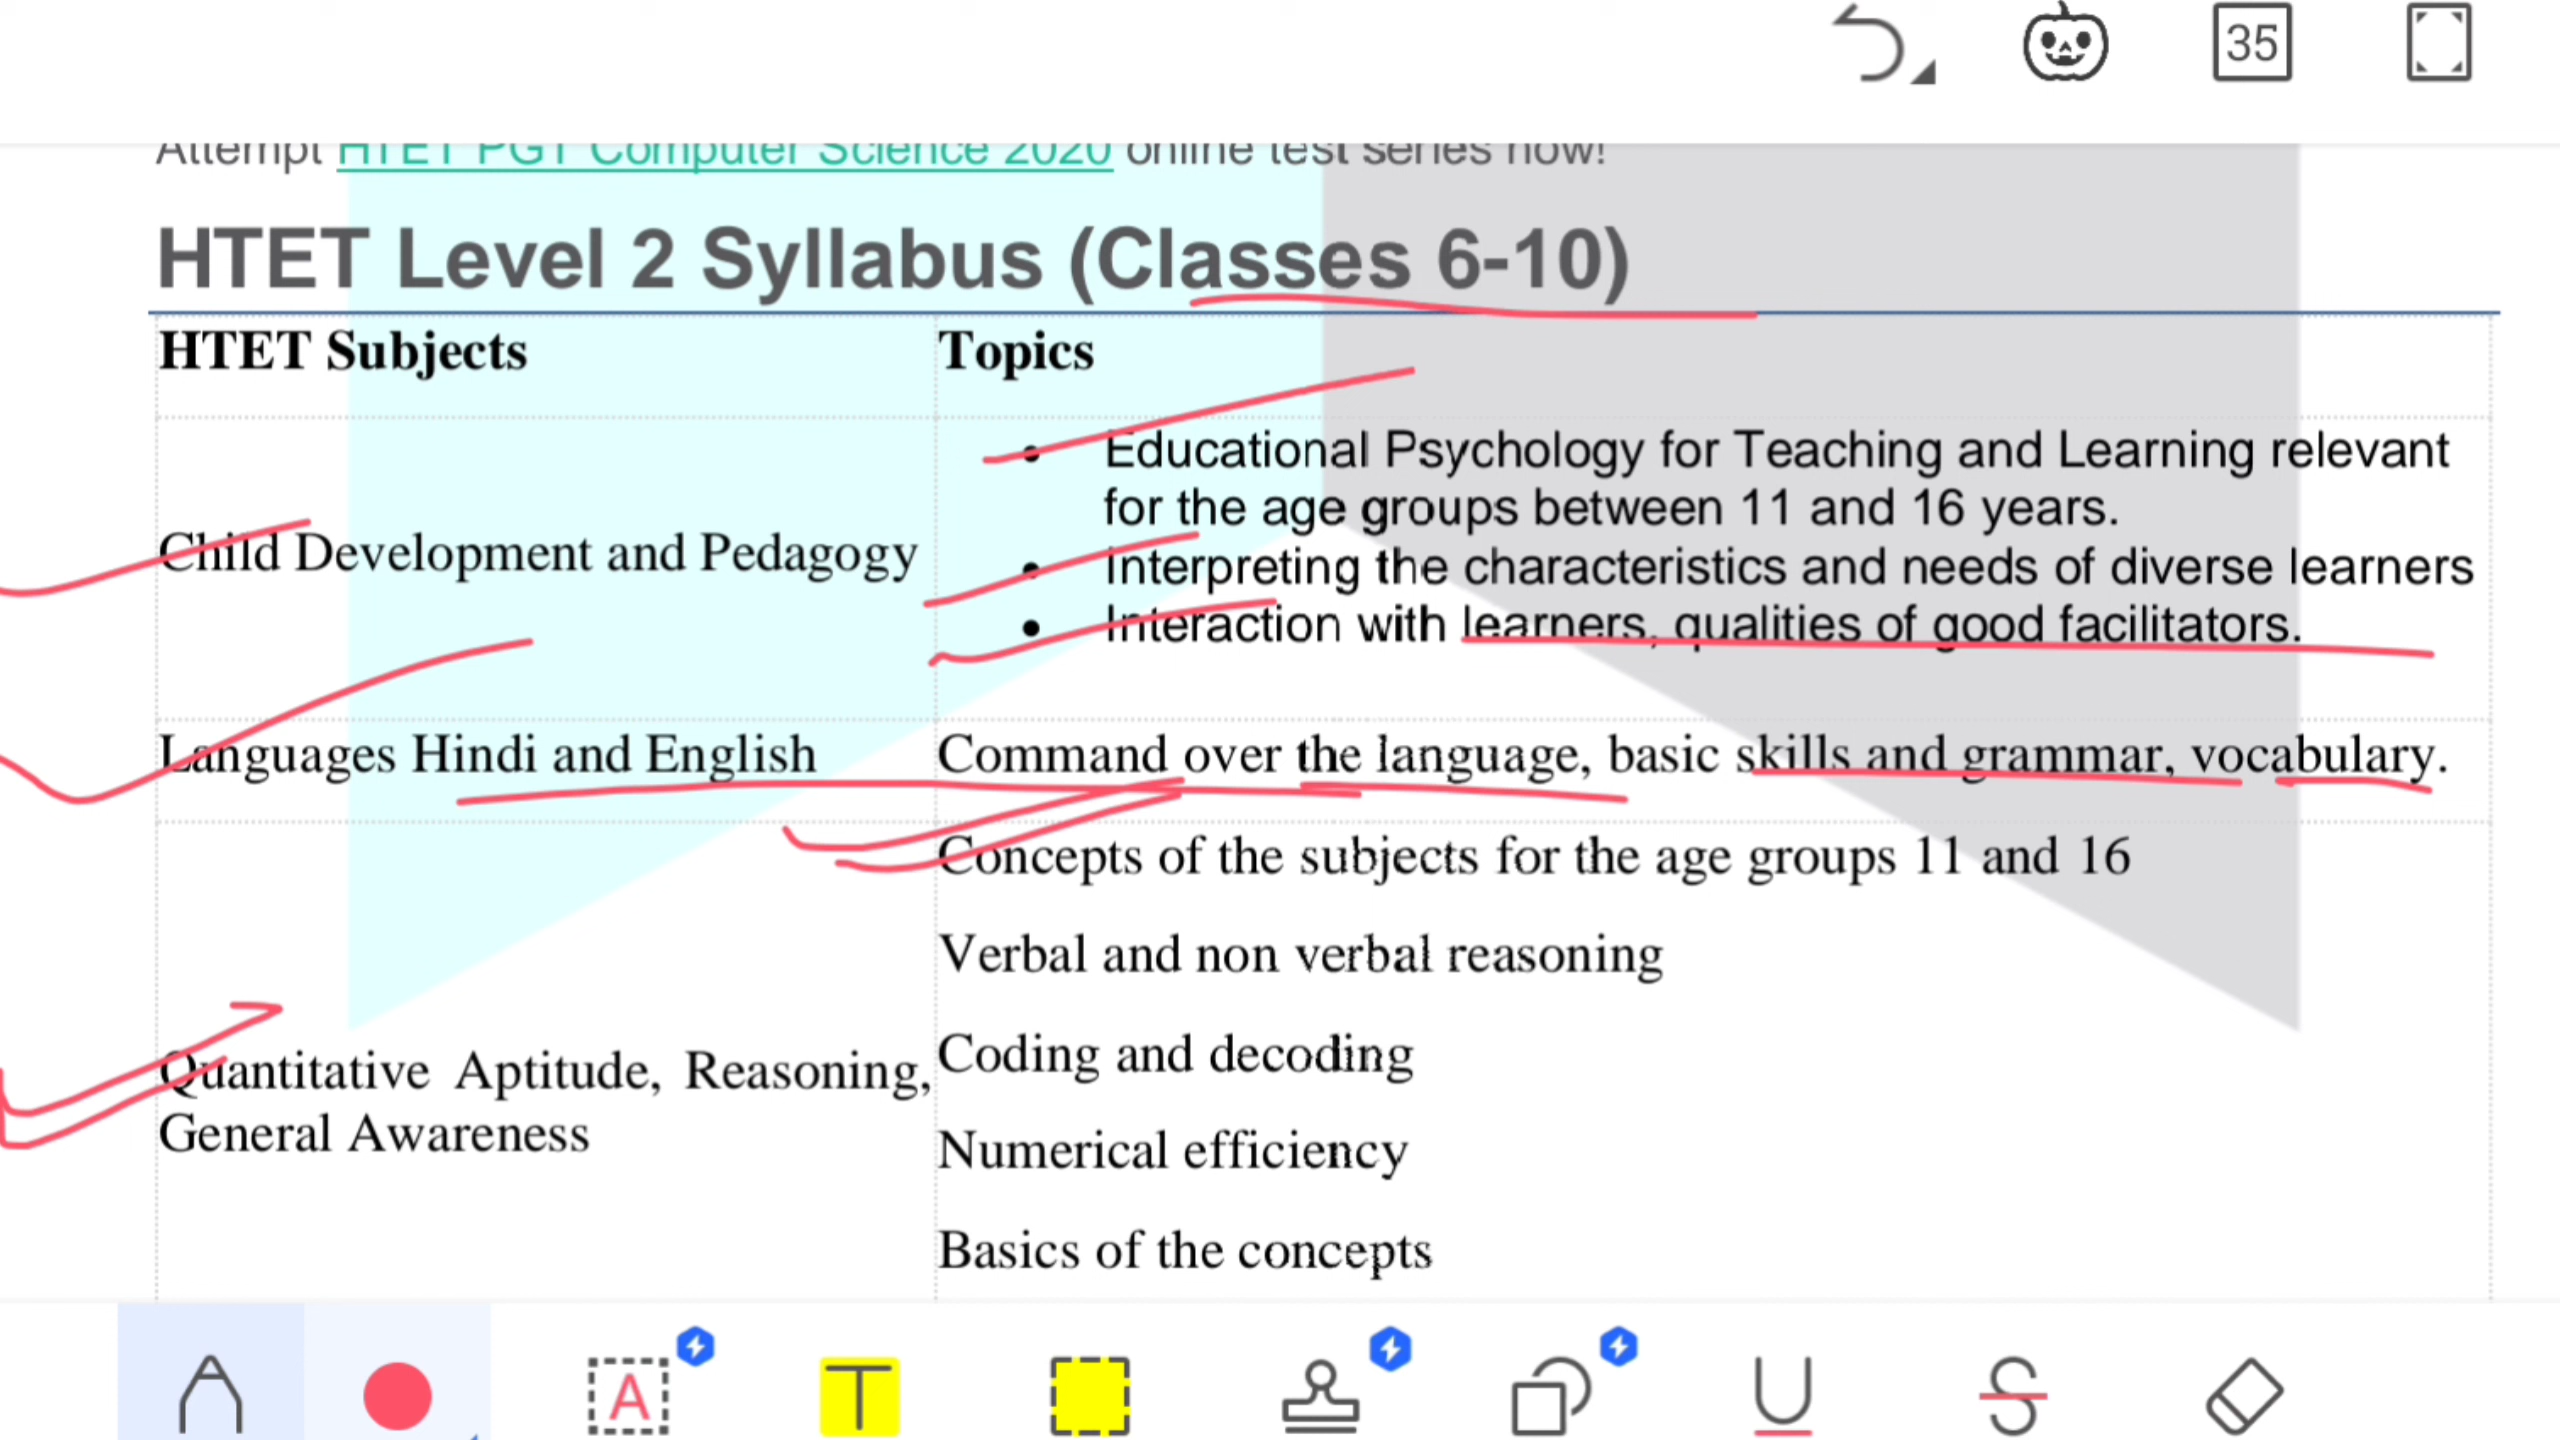 35
Attempt HTET PGT Computer Science 2020 online test series now!
HTET Level 2 Syllabus (Classes 6-10)
HTET Subjects
Topics
Child Development and Pedagogy
• Educational Psychology for Teaching and Learning relevant
for the age groups between 11 and 16 years.
• Interpreting the characteristics and needs of diverse learners
• Interaction with learners, qualities of good facilitators.
Languages Hindi and English
Command over the language, basic skills and grammar, vocabulary.
Quantitative Aptitude, Reasoning,
General Awareness
Concepts of the subjects for the age groups 11 and 16
Verbal and non verbal reasoning
Coding and decoding
Numerical efficiency
Basics of the concepts
A
T
U
S